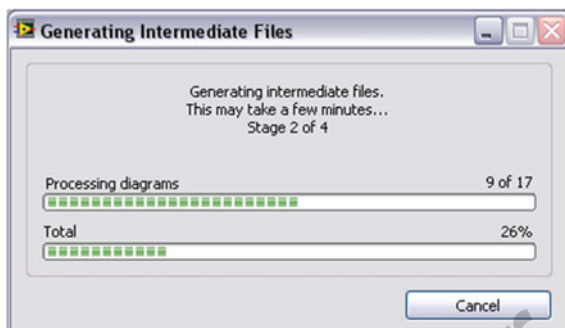 Generating Intermediate Files
Generating intermediate files.
This may take a few minutes...
Stage 2 of 4
Processing diagrams 9 of 17
Total 26%
Cancel